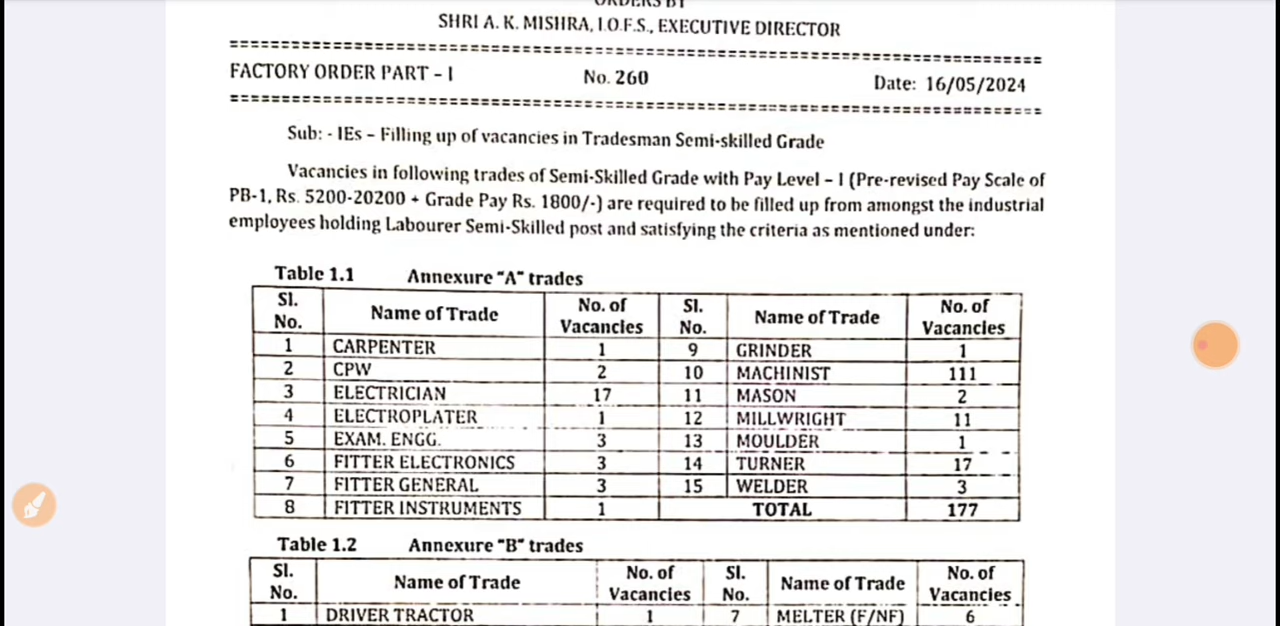 ORDERS BY
SHRI A. K. MISHRA, I.O.F.S., EXECUTIVE DIRECTOR
FACTORY ORDER PART – I No. 260 Date: 16/05/2024
Sub: - IEs – Filling up of vacancies in Tradesman Semi-skilled Grade
Vacancies in following trades of Semi-Skilled Grade with Pay Level – I (Pre-revised Pay Scale of
PB-1, Rs. 5200-20200 + Grade Pay Rs. 1800/-) are required to be filled up from amongst the industrial
employees holding Labourer Semi-Skilled post and satisfying the criteria as mentioned under:
Table 1.1 Annexure "A" trades
Sl. No. Name of Trade No. of Vacancies Sl. No. Name of Trade No. of Vacancies
1 CARPENTER 1 9 GRINDER 1
2 CPW 2 10 MACHINIST 111
3 ELECTRICIAN 17 11 MASON 2
4 ELECTROPLATER 1 12 MILLWRIGHT 11
5 EXAM. ENGG. 3 13 MOULDER 1
6 FITTER ELECTRONICS 3 14 TURNER 17
7 FITTER GENERAL 3 15 WELDER 3
8 FITTER INSTRUMENTS 1 TOTAL 177
Table 1.2 Annexure "B" trades
Sl. No. Name of Trade No. of Vacancies Sl. No. Name of Trade No. of Vacancies
1 DRIVER TRACTOR 1 7 MELTER (F/NF) 6